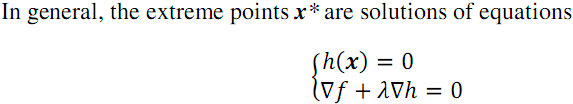 In general, the extreme points x* are solutions of equations
h(x) = 0
∇f + λ∇h = 0